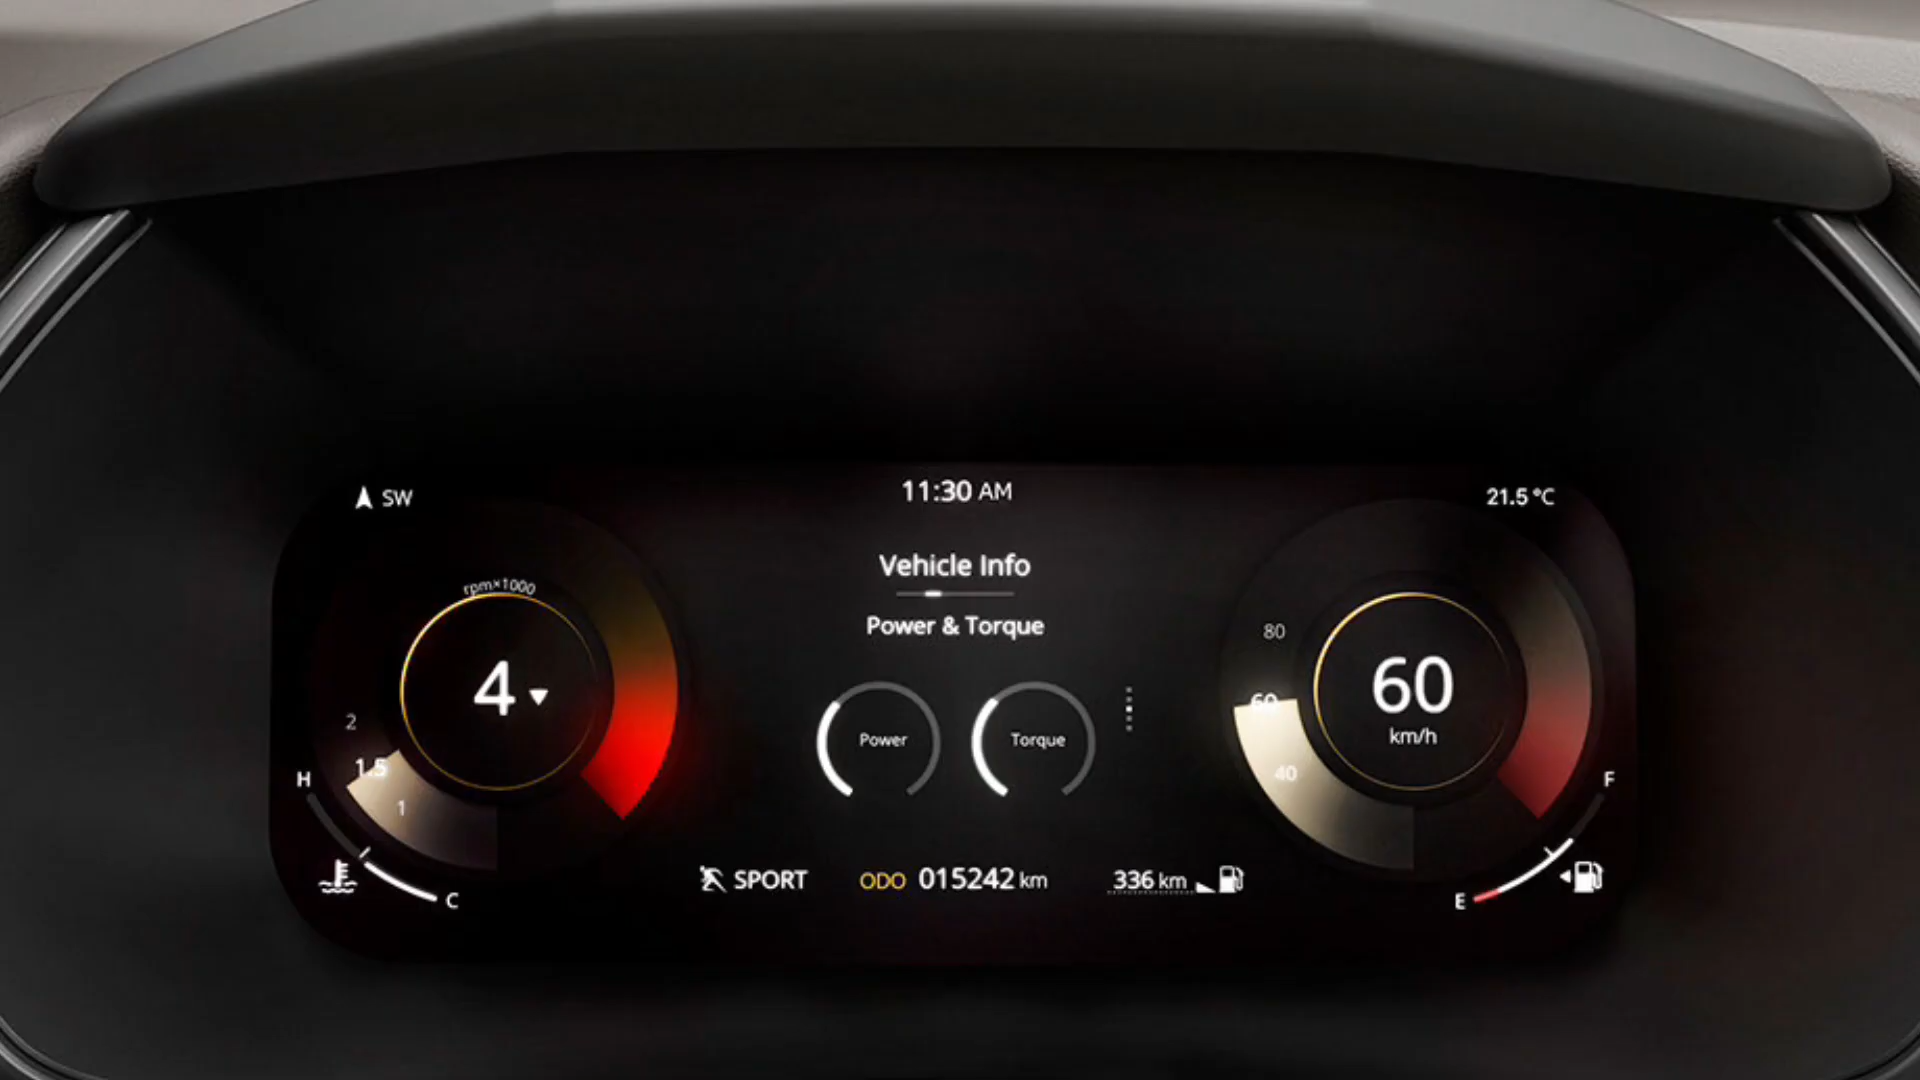 SW
11:30 AM
21.5 °C
Vehicle Info
Power & Torque
rpm×1000
4
2
1.5
1
H
C
Power
Torque
80
60
40
60
km/h
F
E
SPORT
ODO 015242 km
336 km